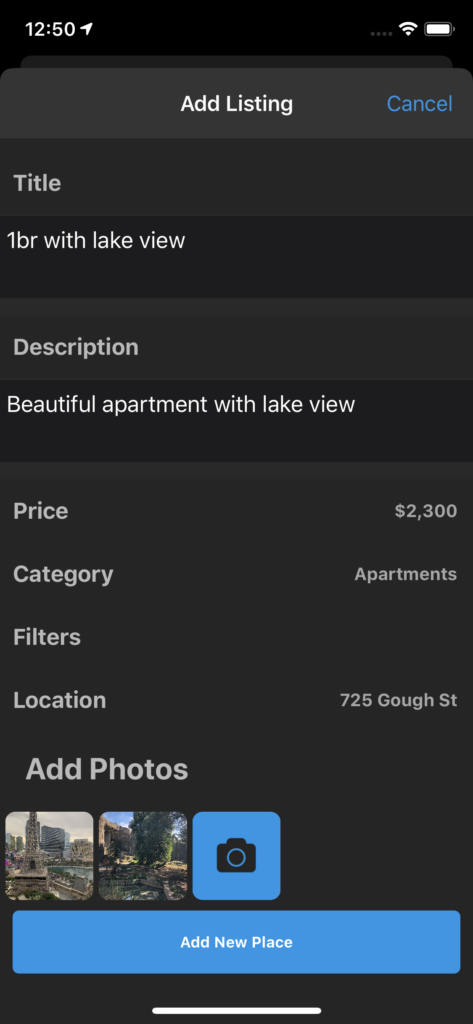 12:50
Add Listing
Cancel
Title
1br with lake view
Description
Beautiful apartment with lake view
Price
$2,300
Category
Apartments
Filters
Location
725 Gough St
Add Photos
Add New Place